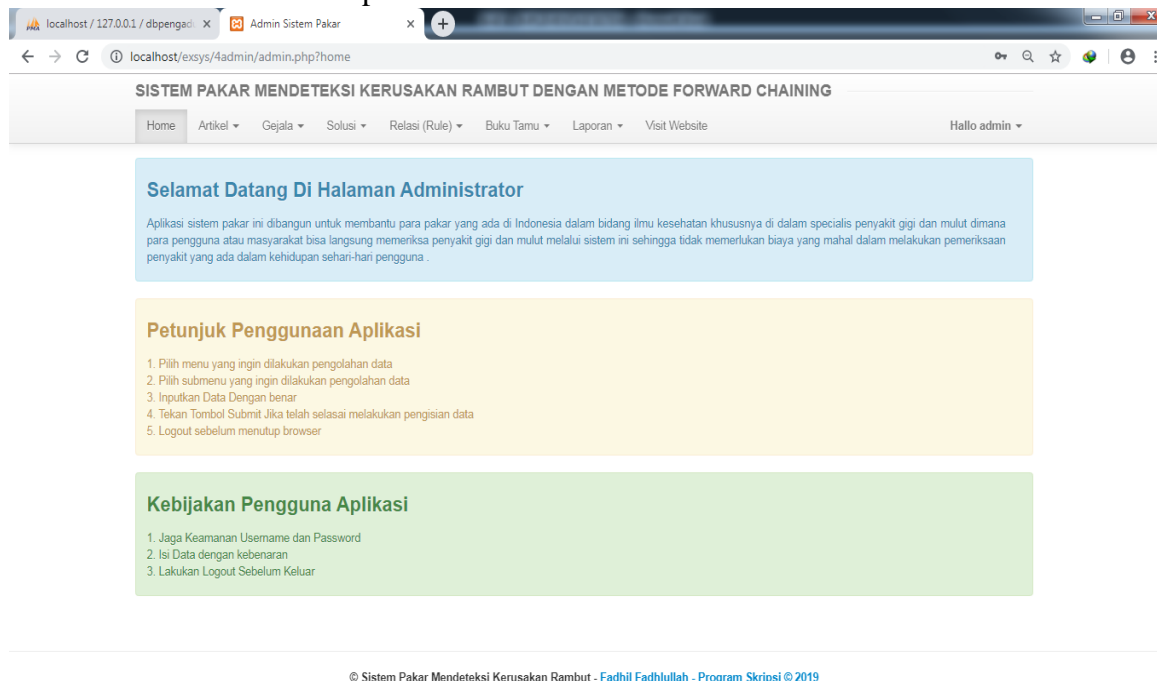 localhost / 127.0.0.1 / dbpengadu
Admin Sistem Pakar
localhost/exsys/4admin/admin.php?home
SISTEM PAKAR MENDETEKSI KERUSAKAN RAMBUT DENGAN METODE FORWARD CHAINING
Home Artikel Gejala Solusi Relasi (Rule) Buku Tamu Laporan Visit Website Hallo admin
Selamat Datang Di Halaman Administrator
Aplikasi sistem pakar ini dibangun untuk membantu para pakar yang ada di Indonesia dalam bidang ilmu kesehatan khususnya di dalam specialis penyakit gigi dan mulut dimana
para pengguna atau masyarakat bisa langsung memeriksa penyakit gigi dan mulut melalui sistem ini sehingga tidak memerlukan biaya yang mahal dalam melakukan pemeriksaan
penyakit yang ada dalam kehidupan sehari-hari pengguna .
Petunjuk Penggunaan Aplikasi
1. Pilih menu yang ingin dilakukan pengolahan data
2. Pilih submenu yang ingin dilakukan pengolahan data
3. Inputkan Data Dengan benar
4. Tekan Tombol Submit Jika telah selasai melakukan pengisian data
5. Logout sebelum menutup browser
Kebijakan Pengguna Aplikasi
1. Jaga Keamanan Username dan Password
2. Isi Data dengan kebenaran
3. Lakukan Logout Sebelum Keluar
© Sistem Pakar Mendeteksi Kerusakan Rambut - Fadhil Fadhlullah - Program Skripsi © 2019